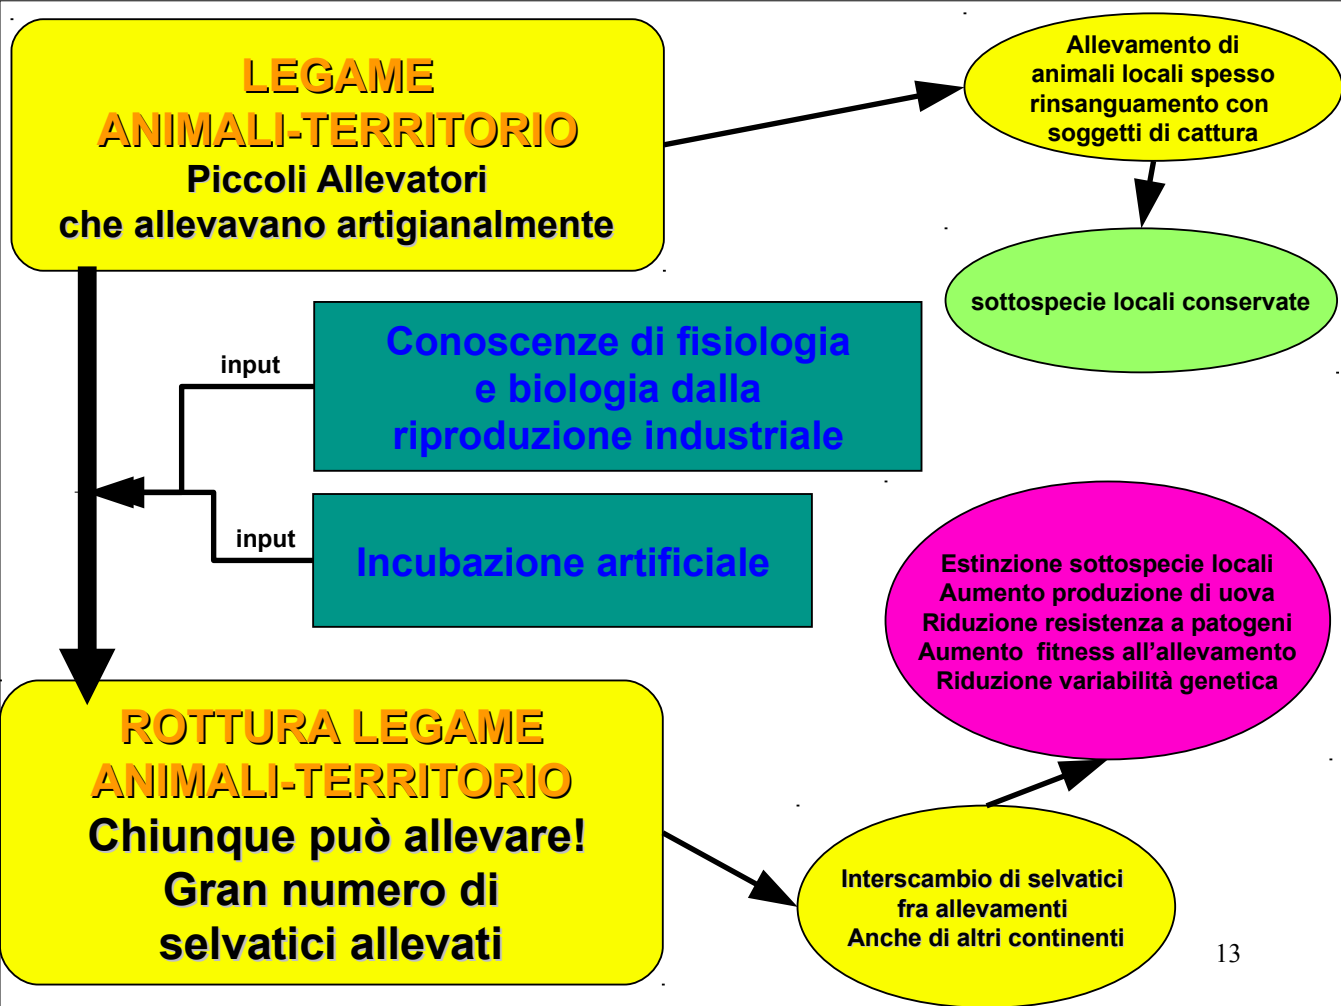 LEGAME
ANIMALI-TERRITORIO
Piccoli Allevatori
che allevavano artigianalmente
Allevamento di
animali locali spesso
rinsanguamento con
soggetti di cattura
sottospecie locali conservate
input
Conoscenze di fisiologia
e biologia dalla
riproduzione industriale
input
Incubazione artificiale
Estinzione sottospecie locali
Aumento produzione di uova
Riduzione resistenza a patogeni
Aumento fitness all'allevamento
Riduzione variabilità genetica
ROTTURA LEGAME
ANIMALI-TERRITORIO
Chiunque può allevare!
Gran numero di
selvatici allevati
Interscambio di selvatici
fra allevamenti
Anche di altri continenti
13